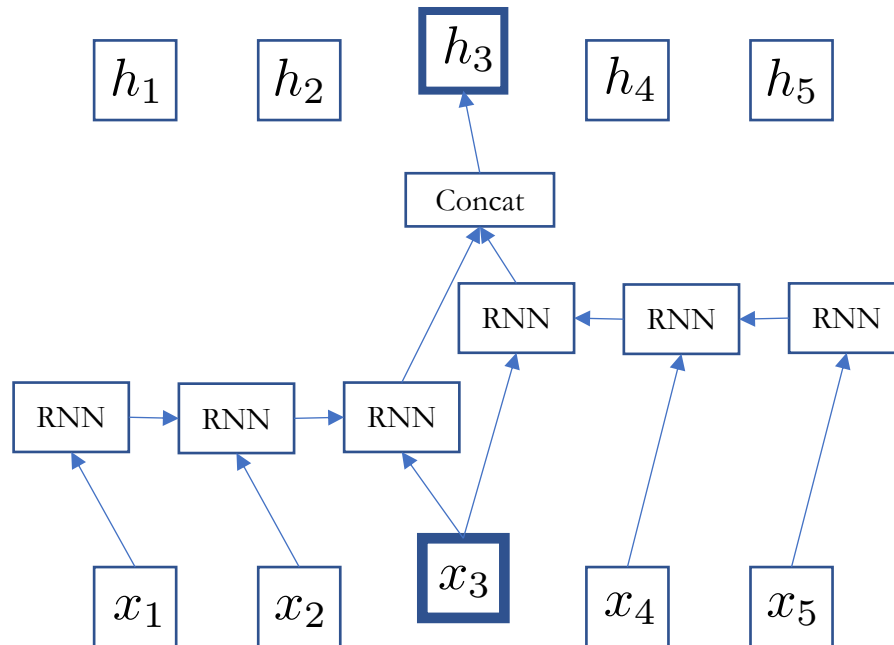 h₁ h₂ h₃ h₄ h₅
Concat
RNN RNN RNN
RNN RNN RNN
x₁ x₂ x₃ x₄ x₅